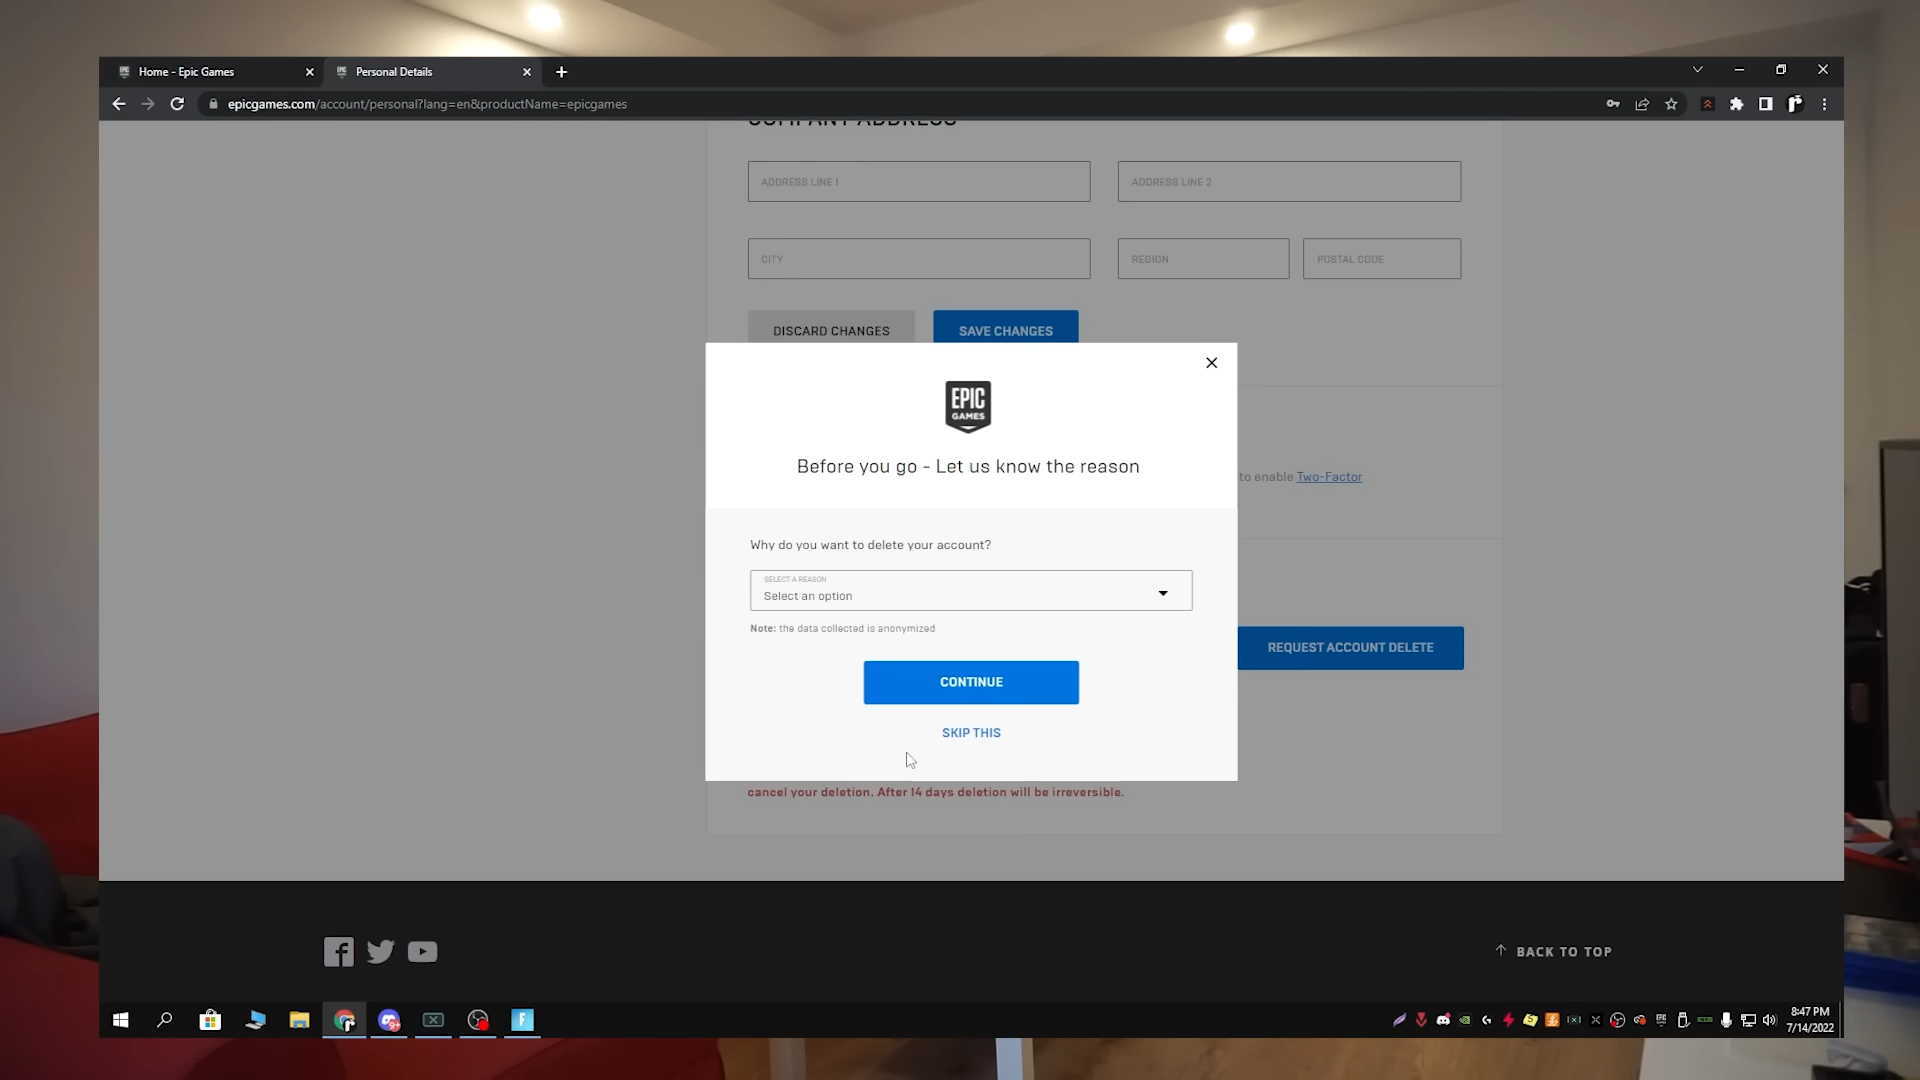 Home - Epic Games
Personal Details
epicgames.com/account/personal?lang=en&productName=epicgames
COMPANY ADDRESS
ADDRESS LINE 1
ADDRESS LINE 2
CITY
REGION
POSTAL CODE
DISCARD CHANGES
SAVE CHANGES
EPIC
GAMES
Before you go - Let us know the reason
to enable Two-Factor
Why do you want to delete your account?
SELECT A REASON
Select an option
Note: the data collected is anonymized
REQUEST ACCOUNT DELETE
CONTINUE
SKIP THIS
cancel your deletion. After 14 days deletion will be irreversible.
BACK TO TOP
8:47 PM
7/14/2022